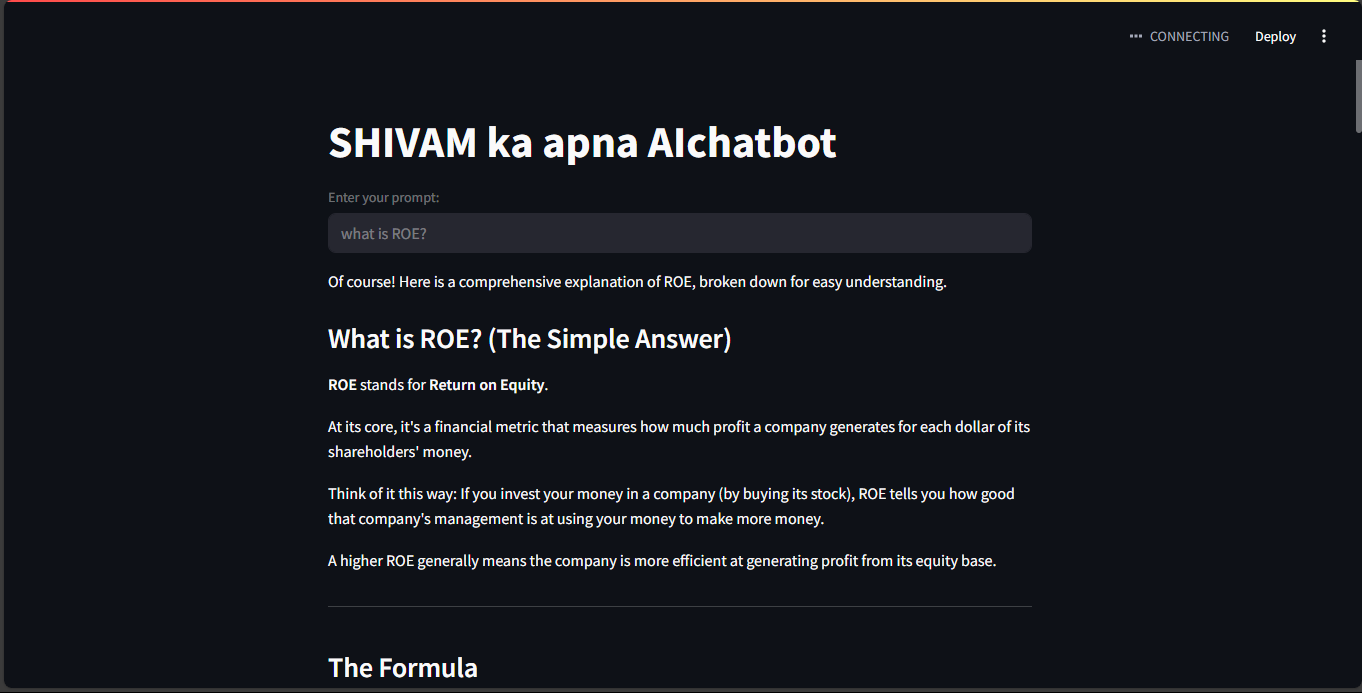 CONNECTING
Deploy
SHIVAM ka apna AIchatbot
Enter your prompt:
what is ROE?
Of course! Here is a comprehensive explanation of ROE, broken down for easy understanding.
What is ROE? (The Simple Answer)
ROE stands for Return on Equity.
At its core, it's a financial metric that measures how much profit a company generates for each dollar of its
shareholders' money.
Think of it this way: If you invest your money in a company (by buying its stock), ROE tells you how good
that company's management is at using your money to make more money.
A higher ROE generally means the company is more efficient at generating profit from its equity base.
The Formula